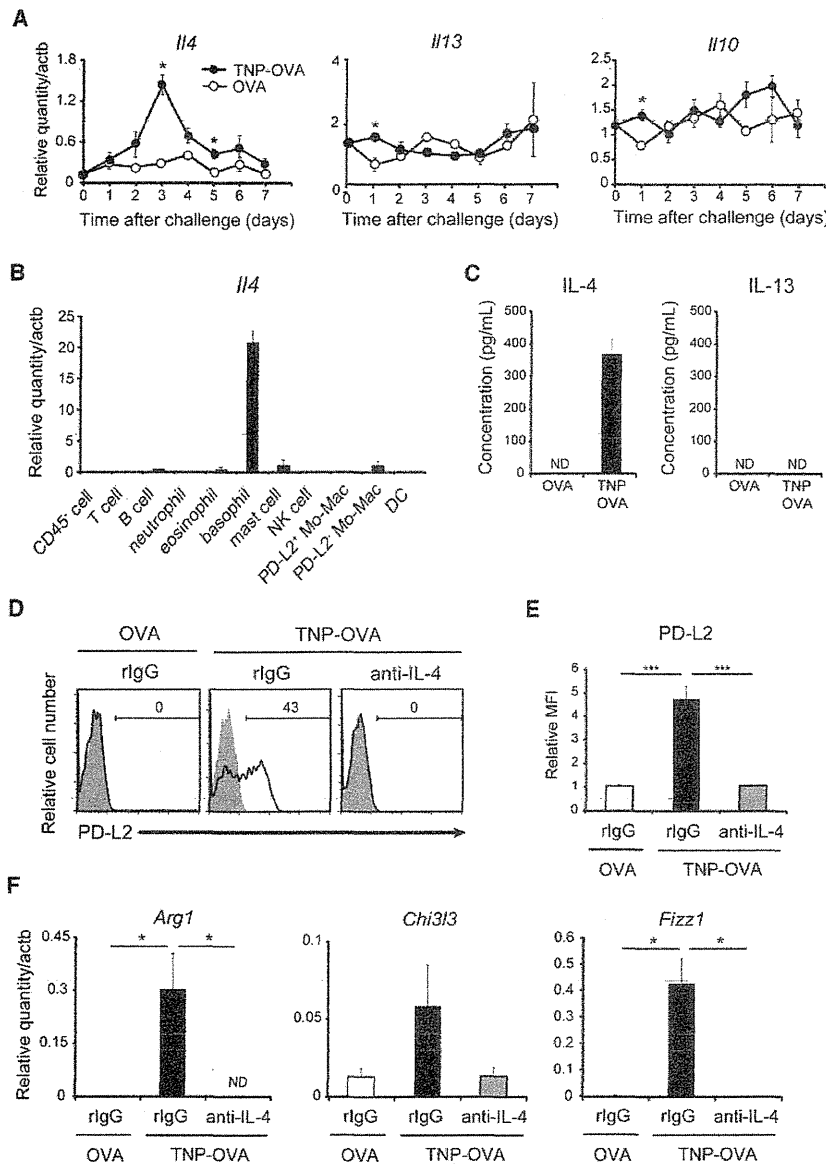 A
Il4
Il13
Il10
Relative quantity/actb
1.8
1.2
0.6
0
TNP-OVA
OVA
*
*
0 1 2 3 4 5 6 7
Time after challenge (days)
4
2
0
*
0 1 2 3 4 5 6 7
Time after challenge (days)
2.5
2
1.5
1
0.5
0
*
0 1 2 3 4 5 6 7
Time after challenge (days)
B
Il4
Relative quantity/actb
25
20
15
10
5
0
CD45- cell
T cell
B cell
neutrophil
eosinophil
basophil
mast cell
NK cell
PD-L2+ Mo-Mac
PD-L2- Mo-Mac
DC
C
IL-4
IL-13
Concentration (pg/mL)
500
400
300
200
100
0
ND
OVA
TNP
OVA
Concentration (pg/mL)
500
400
300
200
100
0
ND
ND
OVA
TNP
OVA
D
OVA
TNP-OVA
rIgG
rIgG
anti-IL-4
Relative cell number
0
43
0
PD-L2
E
PD-L2
Relative MFI
6
5
4
3
2
1
0
***
***
rIgG
rIgG
anti-IL-4
OVA
TNP-OVA
F
Arg1
Chi3l3
Fizz1
Relative quantity/actb
0.45
0.3
0.15
0
*
*
ND
rIgG
rIgG
anti-IL-4
OVA
TNP-OVA
0.1
0.05
0
rIgG
rIgG
anti-IL-4
OVA
TNP-OVA
0.6
0.5
0.4
0.3
0.2
0.1
0
*
*
rIgG
rIgG
anti-IL-4
OVA
TNP-OVA